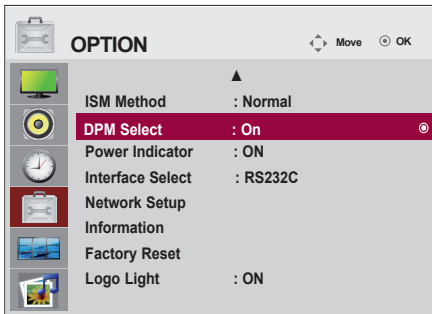 OPTION Move OK
ISM Method : Normal
DPM Select : On
Power Indicator : ON
Interface Select : RS232C
Network Setup
Information
Factory Reset
Logo Light : ON